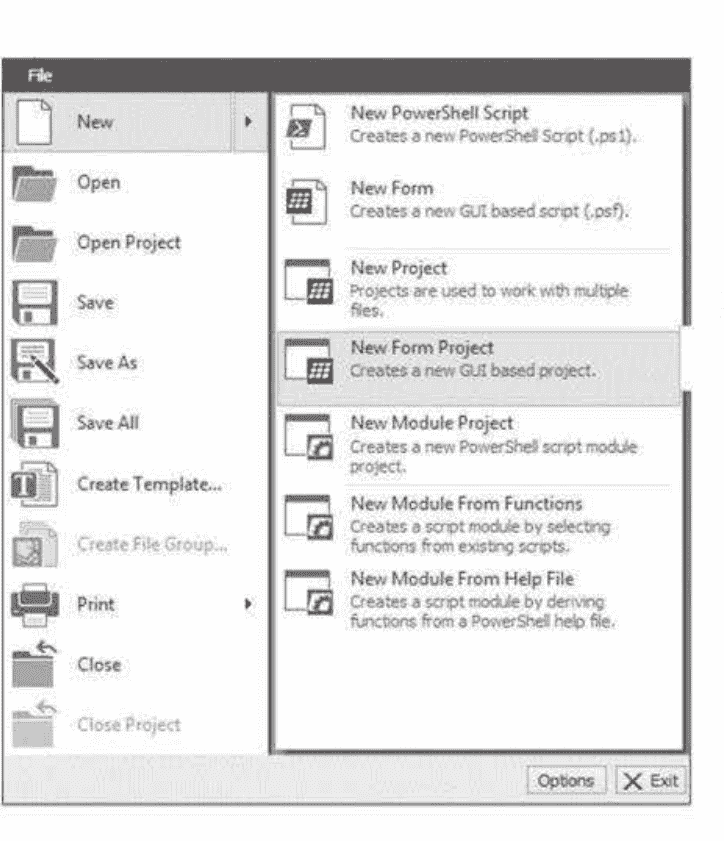 File
New
Open
Open Project
Save
Save As
Save All
Create Template...
Create File Group...
Print
Close
Close Project
New PowerShell Script
Creates a new PowerShell Script (.ps1).
New Form
Creates a new GUI based script (.psf).
New Project
Projects are used to work with multiple
files.
New Form Project
Creates a new GUI based project.
New Module Project
Creates a new PowerShell script module
project.
New Module From Functions
Creates a script module by selecting
functions from existing scripts.
New Module From Help File
Creates a script module by deriving
functions from a PowerShell help file.
Options
Exit